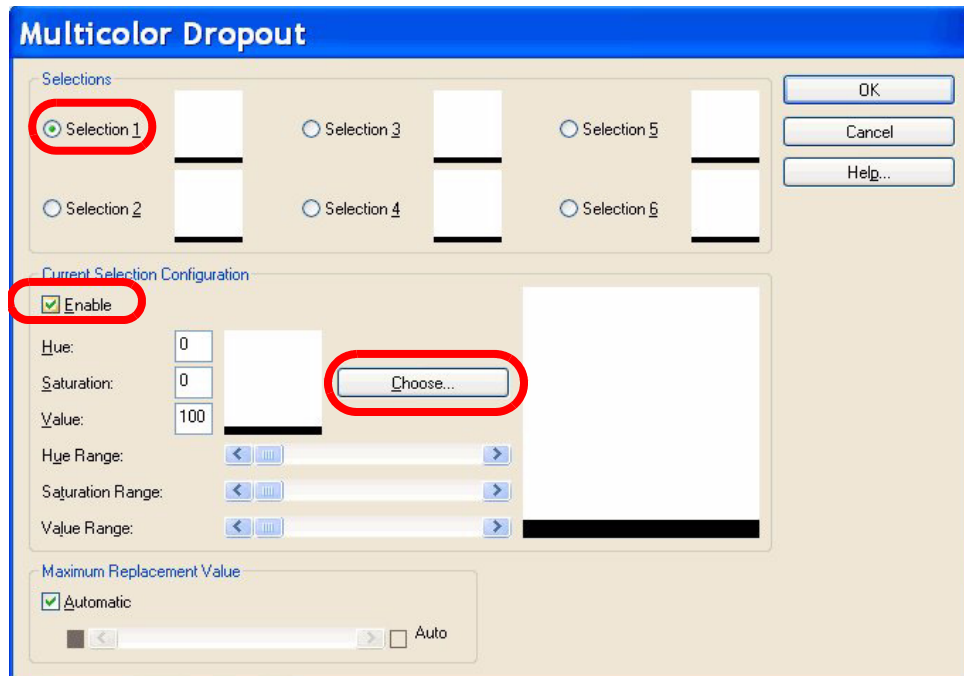 Multicolor Dropout
Selections
OK
Selection 1
Selection 3
Selection 5
Cancel
Help...
Selection 2
Selection 4
Selection 6
Current Selection Configuration
Enable
Hue: 0
Saturation: 0
Choose...
Value: 100
Hue Range:
Saturation Range:
Value Range:
Maximum Replacement Value
Automatic
Auto